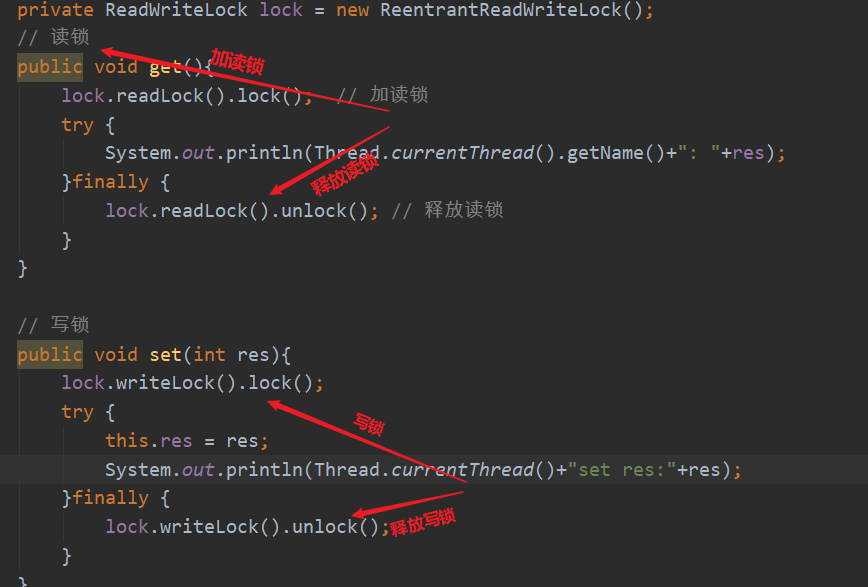 private ReadWriteLock lock = new ReentrantReadWriteLock();
// 读锁
public void get(){
加读锁
lock.readLock().lock(); // 加读锁
try {
System.out.println(Thread.currentThread().getName()+": "+res);
释放读锁
}finally {
lock.readLock().unlock(); // 释放读锁
}
}
// 写锁
public void set(int res){
lock.writeLock().lock();
try {
写锁
this.res = res;
System.out.println(Thread.currentThread()+"set res:"+res);
}finally {
lock.writeLock().unlock();
释放写锁
}
}